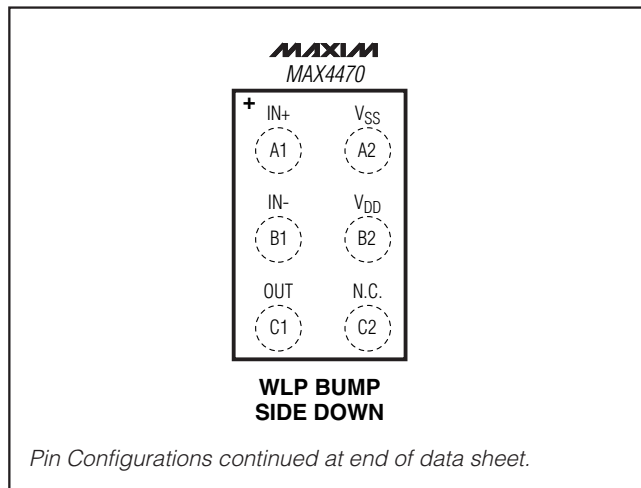 MAXIM
MAX4470
+
IN+ VSS
A1 A2
IN- VDD
B1 B2
OUT N.C.
C1 C2
WLP BUMP
SIDE DOWN
Pin Configurations continued at end of data sheet.